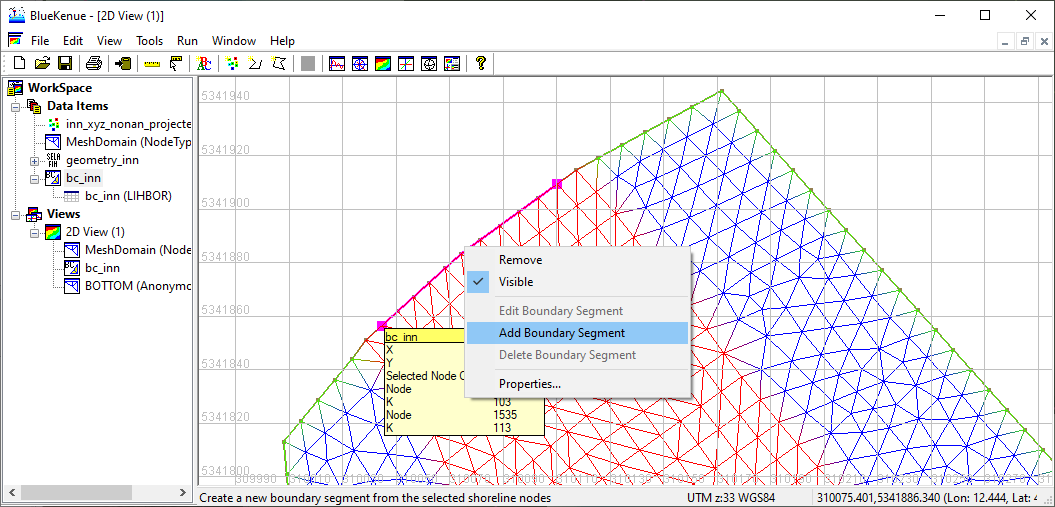 BlueKenue - [2D View (1)]
File Edit View Tools Run Window Help
WorkSpace
Data Items
inn_xyz_nonan_projecte
MeshDomain (NodeTyp
SELA
FIN
geometry_inn
bc_inn
bc_inn (LIHBOR)
Views
2D View (1)
MeshDomain (Node
bc_inn
BOTTOM (Anonymo
5341940
5341920
5341900
5341880
5341860
5341840
5341820
5341800
309990
Remove
Visible
Edit Boundary Segment
Add Boundary Segment
Delete Boundary Segment
Properties...
bc_inn
X
Y
Selected Node
Node
K 103
Node 1535
K 113
Create a new boundary segment from the selected shoreline nodes
UTM z:33 WGS84
310075.401,5341886.340 (Lon: 12.444, Lat: 4